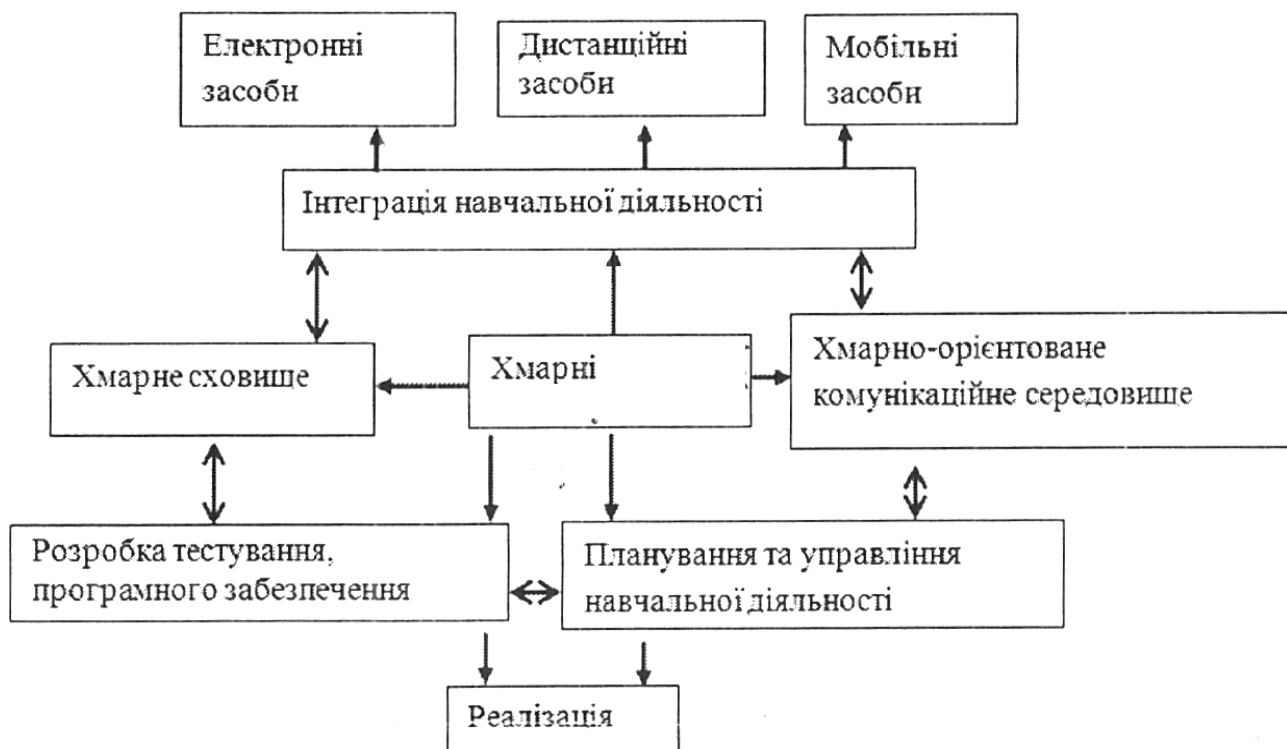 Електронні
засоби
Дистанційні
засоби
Мобільні
засоби
Інтеграція навчальної діяльності
Хмарне сховище
Хмарні
Хмарно-орієнтоване
комунікаційне середовище
Розробка тестування,
програмного забезпечення
Планування та управління
навчальної діяльності
Реалізація